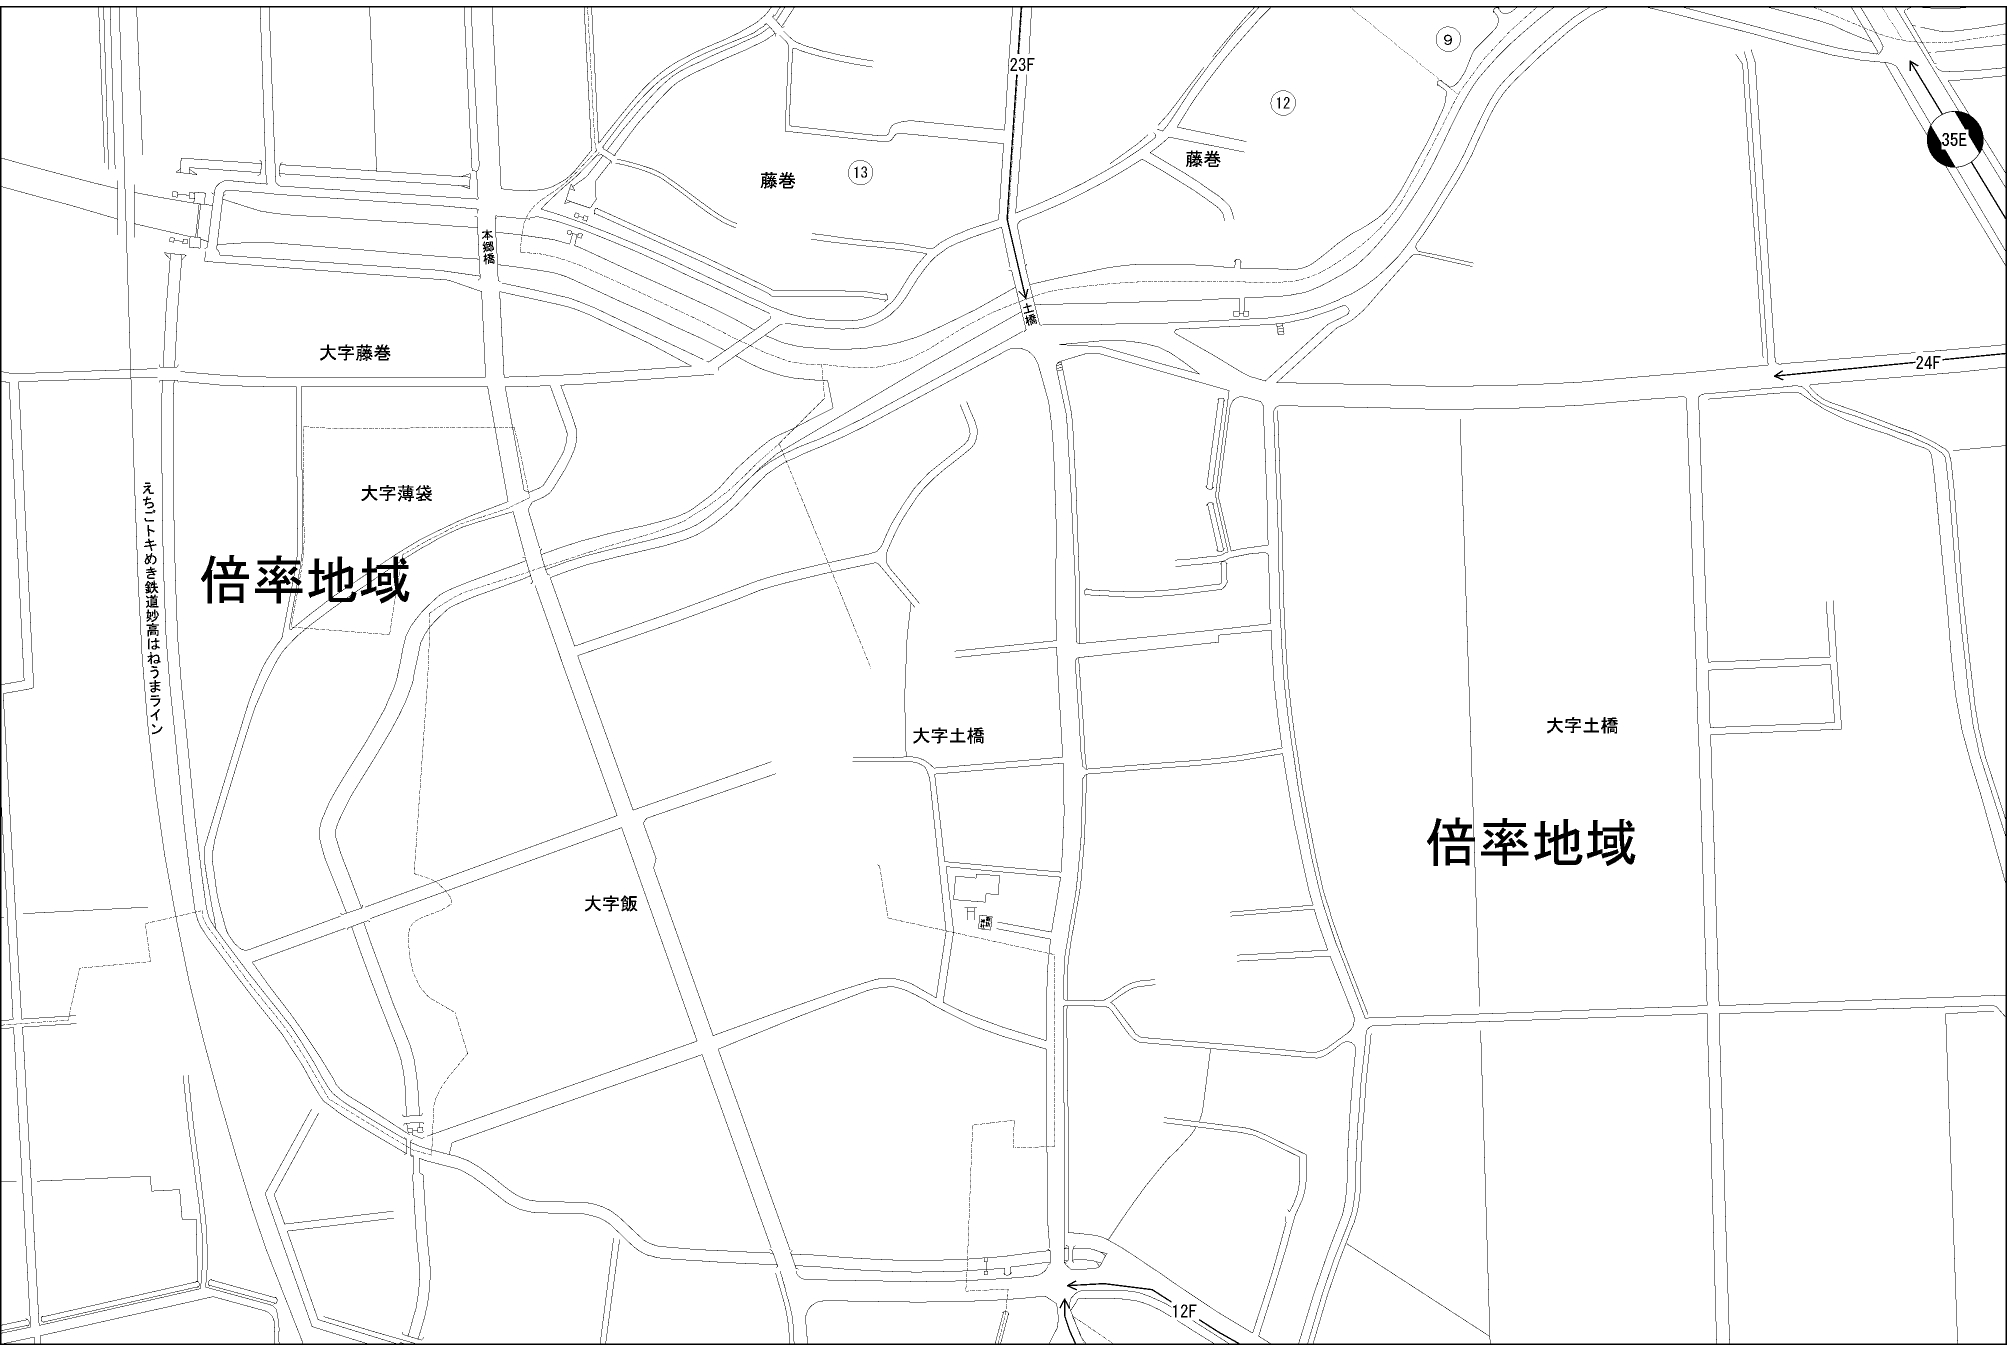 ⑨
23F
⑫
35E
藤巻
藤巻
⑬
本郷橋
土橋
大字藤巻
24F
大字薄袋
えちごトキめき鉄道妙高はねうまライン
倍率地域
大字土橋
大字土橋
倍率地域
大字飯
12F